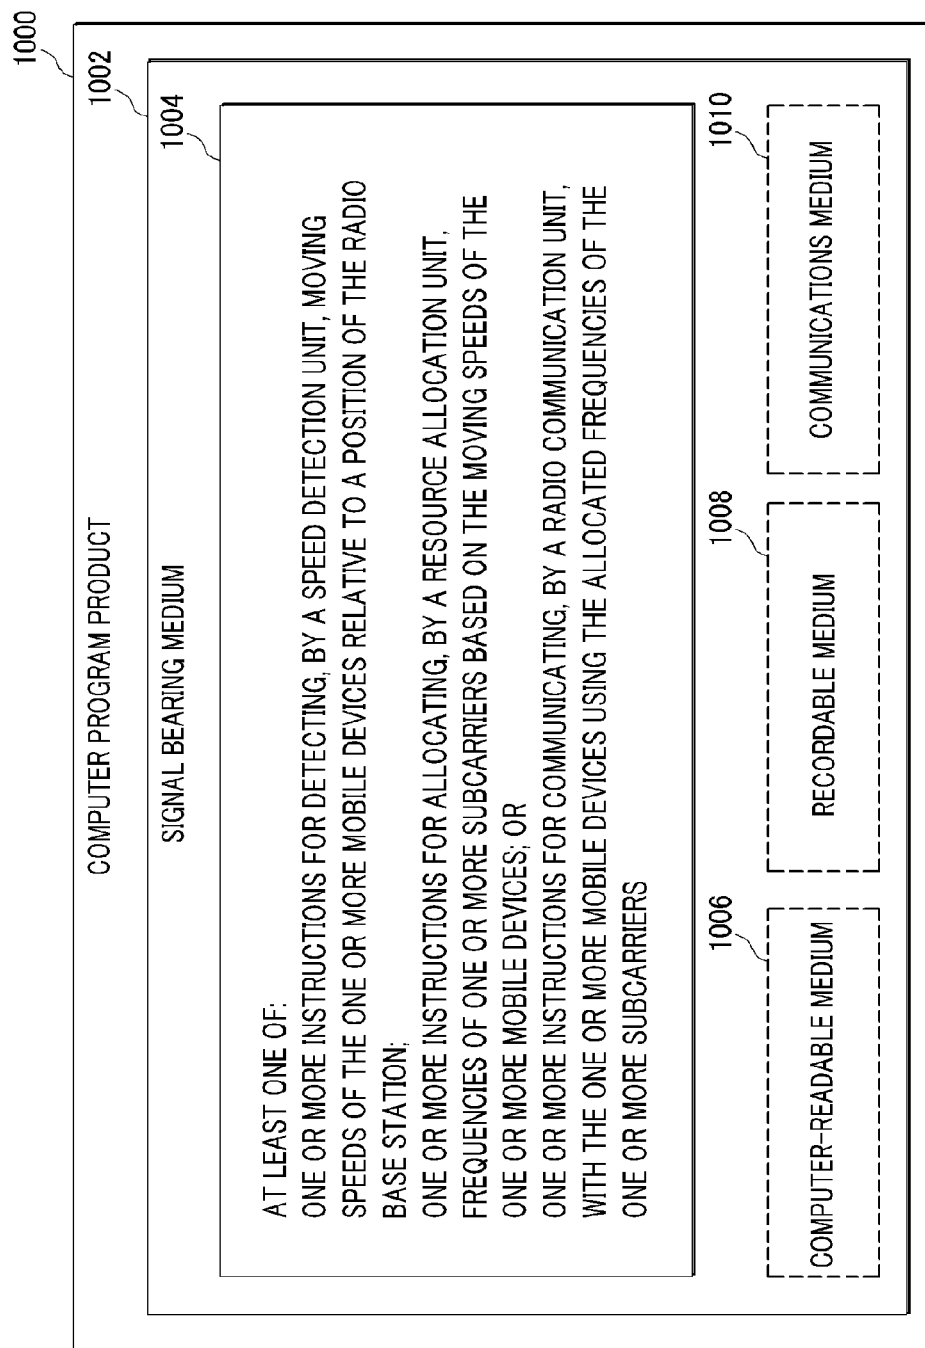 1000
COMPUTER PROGRAM PRODUCT
1002
SIGNAL BEARING MEDIUM
1004
AT LEAST ONE OF:
ONE OR MORE INSTRUCTIONS FOR DETECTING, BY A SPEED DETECTION UNIT, MOVING
SPEEDS OF THE ONE OR MORE MOBILE DEVICES RELATIVE TO A POSITION OF THE RADIO
BASE STATION;
ONE OR MORE INSTRUCTIONS FOR ALLOCATING, BY A RESOURCE ALLOCATION UNIT,
FREQUENCIES OF ONE OR MORE SUBCARRIERS BASED ON THE MOVING SPEEDS OF THE
ONE OR MORE MOBILE DEVICES; OR
ONE OR MORE INSTRUCTIONS FOR COMMUNICATING, BY A RADIO COMMUNICATION UNIT,
WITH THE ONE OR MORE MOBILE DEVICES USING THE ALLOCATED FREQUENCIES OF THE
ONE OR MORE SUBCARRIERS
1006
COMPUTER-READABLE MEDIUM
1008
RECORDABLE MEDIUM
1010
COMMUNICATIONS MEDIUM